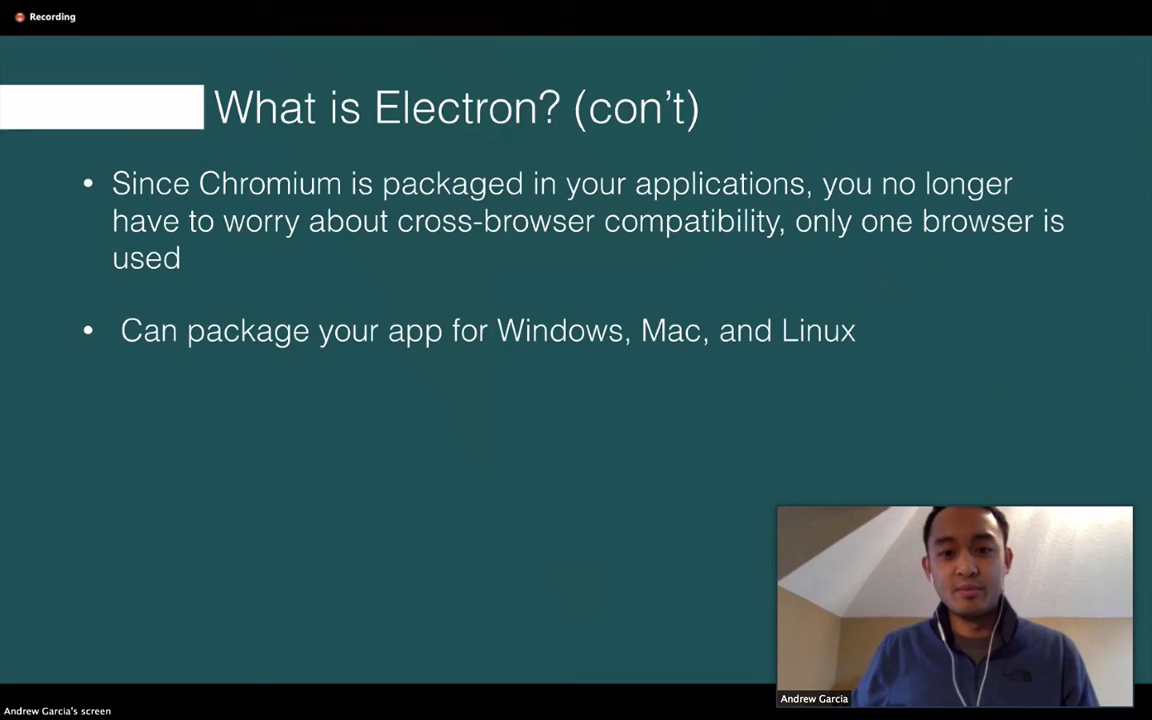 Recording
What is Electron? (con't)
• Since Chromium is packaged in your applications, you no longer
have to worry about cross-browser compatibility, only one browser is
used
• Can package your app for Windows, Mac, and Linux
Andrew Garcia
Andrew Garcia's screen